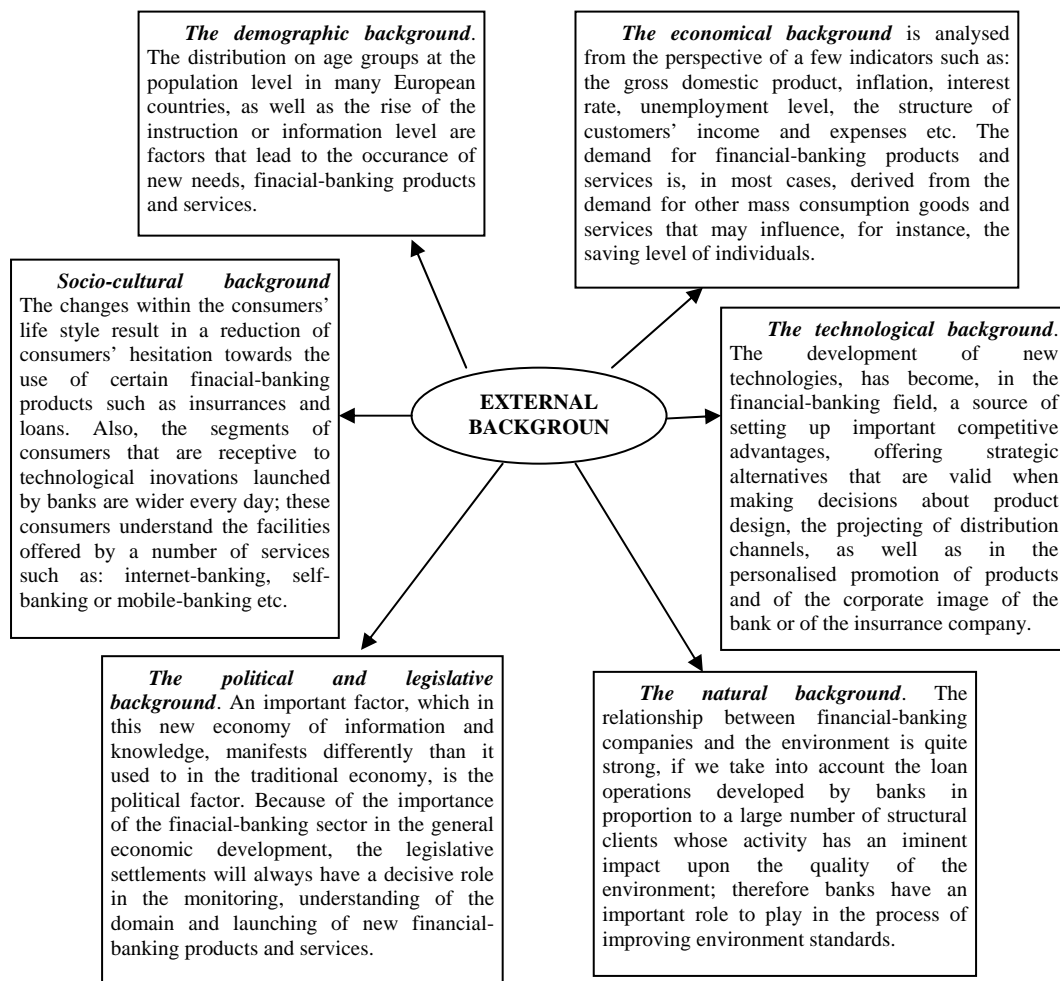 The demographic background.
The distribution on age groups at the
population level in many European
countries, as well as the rise of the
instruction or information level are
factors that lead to the occurance of
new needs, finacial-banking products
and services.
The economical background is analysed
from the perspective of a few indicators such as:
the gross domestic product, inflation, interest
rate, unemployment level, the structure of
customers' income and expenses etc. The
demand for financial-banking products and
services is, in most cases, derived from the
demand for other mass consumption goods and
services that may influence, for instance, the
saving level of individuals.
Socio-cultural background
The changes within the consumers'
life style result in a reduction of
consumers' hesitation towards the
use of certain finacial-banking
products such as insurrances and
loans. Also, the segments of
consumers that are receptive to
technological inovations launched
by banks are wider every day; these
consumers understand the facilities
offered by a number of services
such as: internet-banking, self-
banking or mobile-banking etc.
EXTERNAL
BACKGROUN
The technological background.
The development of new
technologies, has become, in the
financial-banking field, a source of
setting up important competitive
advantages, offering strategic
alternatives that are valid when
making decisions about product
design, the projecting of distribution
channels, as well as in the
personalised promotion of products
and of the corporate image of the
bank or of the insurrance company.
The political and legislative
background. An important factor, which in
this new economy of information and
knowledge, manifests differently than it
used to in the traditional economy, is the
political factor. Because of the importance
of the finacial-banking sector in the general
economic development, the legislative
settlements will always have a decisive role
in the monitoring, understanding of the
domain and launching of new financial-
banking products and services.
The natural background. The
relationship between financial-banking
companies and the environment is quite
strong, if we take into account the loan
operations developed by banks in
proportion to a large number of structural
clients whose activity has an iminent
impact upon the quality of the
environment; therefore banks have an
important role to play in the process of
improving environment standards.